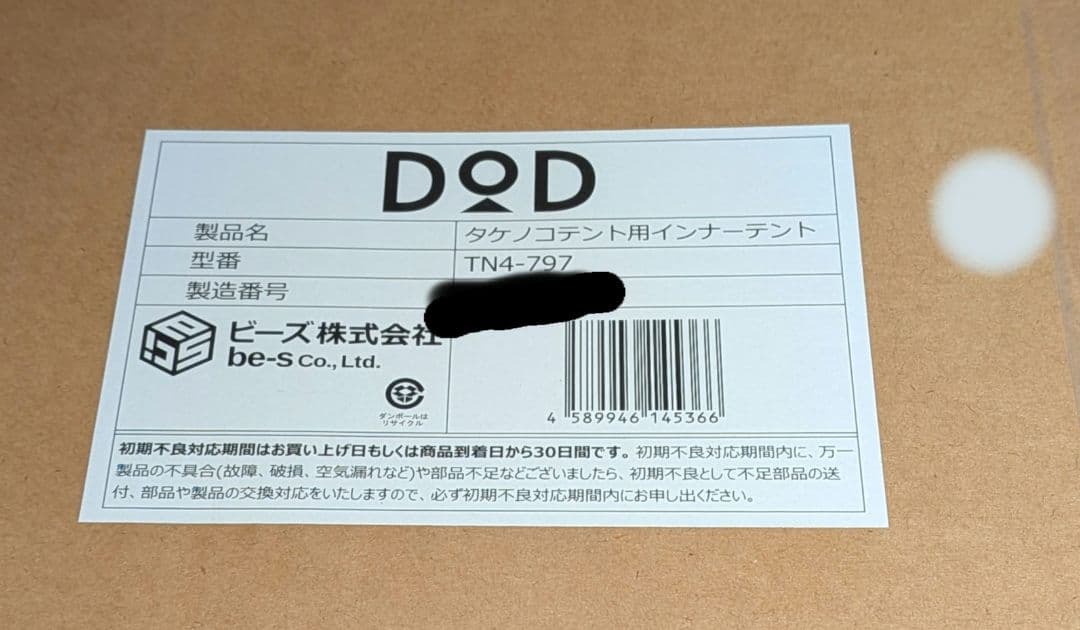 DOD
製品名 タケノコテント用インナーテント
型番 TN4-797
製造番号
ビーズ株式会社
be-s Co., Ltd.
ダンボールは
リサイクル
4 589946 145366
初期不良対応期間はお買い上げ日もしくは商品到着日から30日間です。初期不良対応期間内に、万一
製品の不具合(故障、破損、空気漏れなど)や部品不足などございましたら、初期不良として不足部品の送
付、部品や製品の交換対応をいたしますので、必ず初期不良対応期間内にお申し出ください。